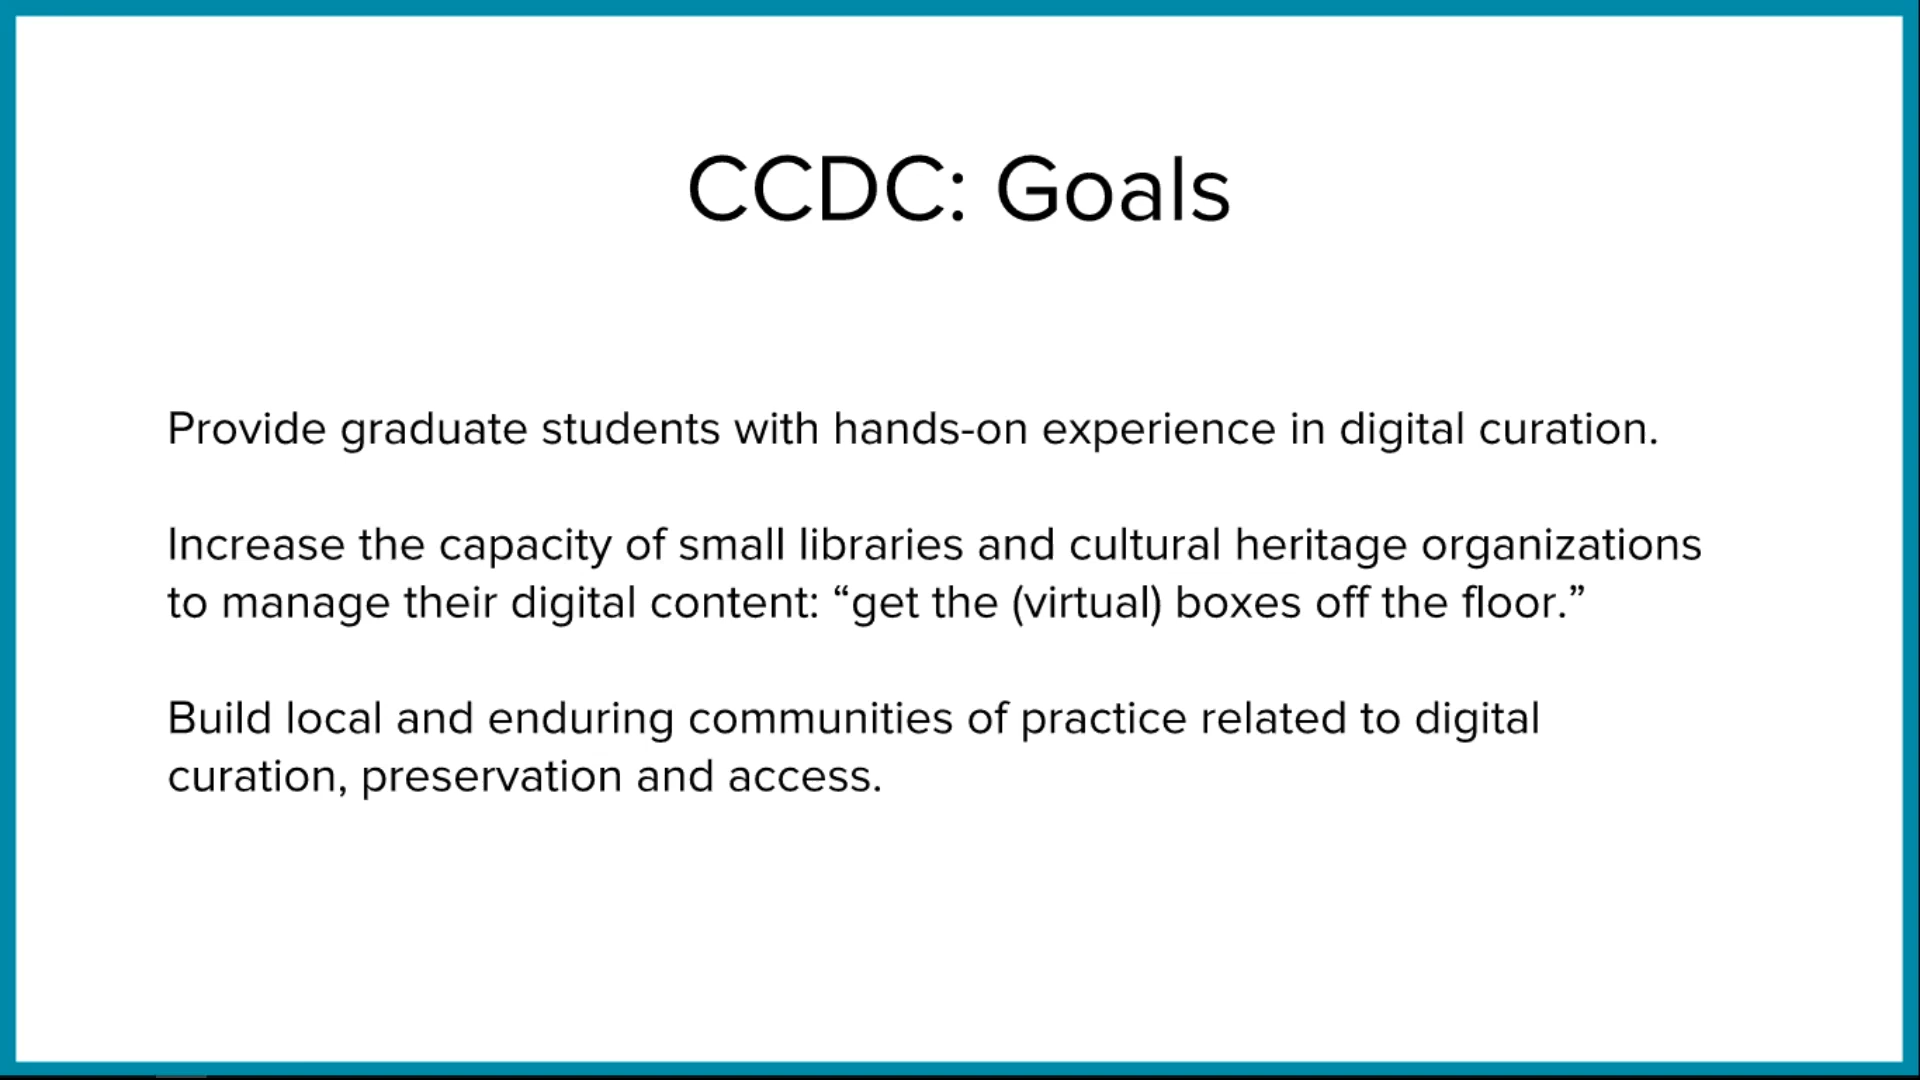 CCDC: Goals
Provide graduate students with hands-on experience in digital curation.
Increase the capacity of small libraries and cultural heritage organizations
to manage their digital content: “get the (virtual) boxes off the floor.”
Build local and enduring communities of practice related to digital
curation, preservation and access.